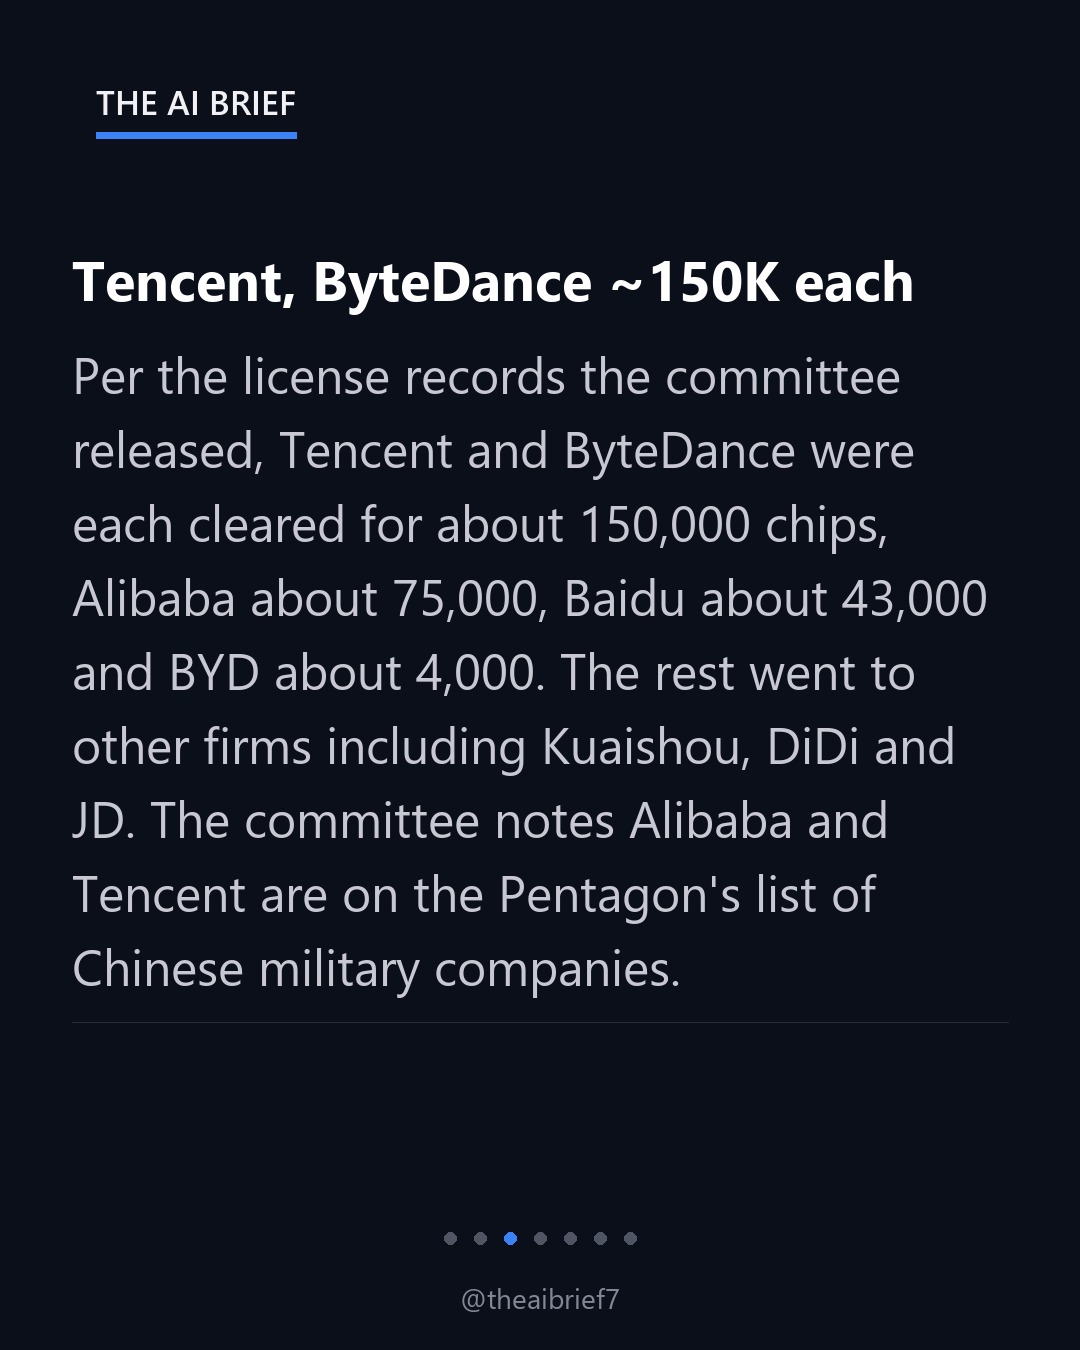 THE AI BRIEF
Tencent, ByteDance ~150K each
Per the license records the committee
released, Tencent and ByteDance were
each cleared for about 150,000 chips,
Alibaba about 75,000, Baidu about 43,000
and BYD about 4,000. The rest went to
other firms including Kuaishou, DiDi and
JD. The committee notes Alibaba and
Tencent are on the Pentagon's list of
Chinese military companies.
@theaibrief7